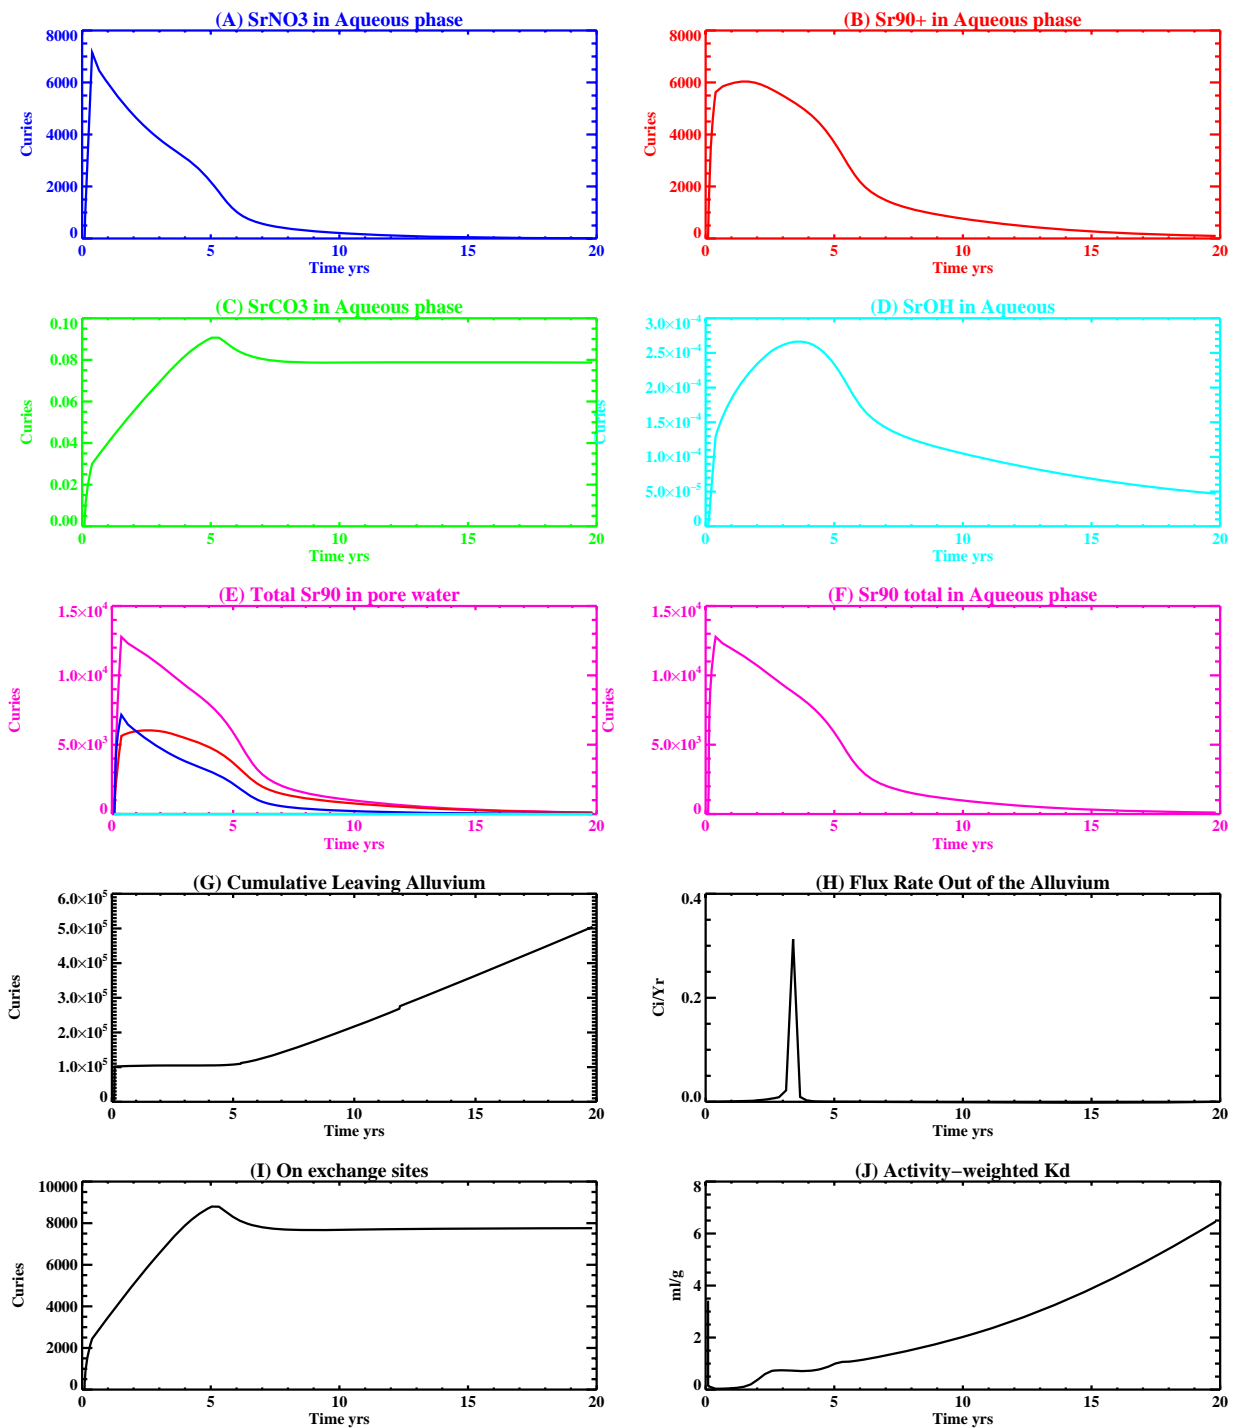 (A) SrNO3 in Aqueous phase
8000
6000
4000
2000
0
Curies
0 5 10 15 20
Time yrs
(B) Sr90+ in Aqueous phase
8000
6000
4000
2000
0
Curies
0 5 10 15 20
Time yrs
(C) SrCO3 in Aqueous phase
0.10
0.08
0.06
0.04
0.02
0.00
Curies
0 5 10 15 20
Time yrs
(D) SrOH in Aqueous
3.0×10⁻⁴
2.5×10⁻⁴
2.0×10⁻⁴
1.5×10⁻⁴
1.0×10⁻⁴
5.0×10⁻⁵
0
Curies
0 5 10 15 20
Time yrs
(E) Total Sr90 in pore water
1.5×10⁴
1.0×10⁴
5.0×10³
0
Curies
0 5 10 15 20
Time yrs
(F) Sr90 total in Aqueous phase
1.5×10⁴
1.0×10⁴
5.0×10³
0
Curies
0 5 10 15 20
Time yrs
(G) Cumulative Leaving Alluvium
6.0×10⁵
5.0×10⁵
4.0×10⁵
3.0×10⁵
2.0×10⁵
1.0×10⁵
0
Curies
0 5 10 15 20
Time yrs
(H) Flux Rate Out of the Alluvium
0.4
0.2
0.0
Ci/Yr
0 5 10 15 20
Time yrs
(I) On exchange sites
10000
8000
6000
4000
2000
0
Curies
0 5 10 15 20
Time yrs
(J) Activity−weighted Kd
8
6
4
2
0
ml/g
0 5 10 15 20
Time yrs